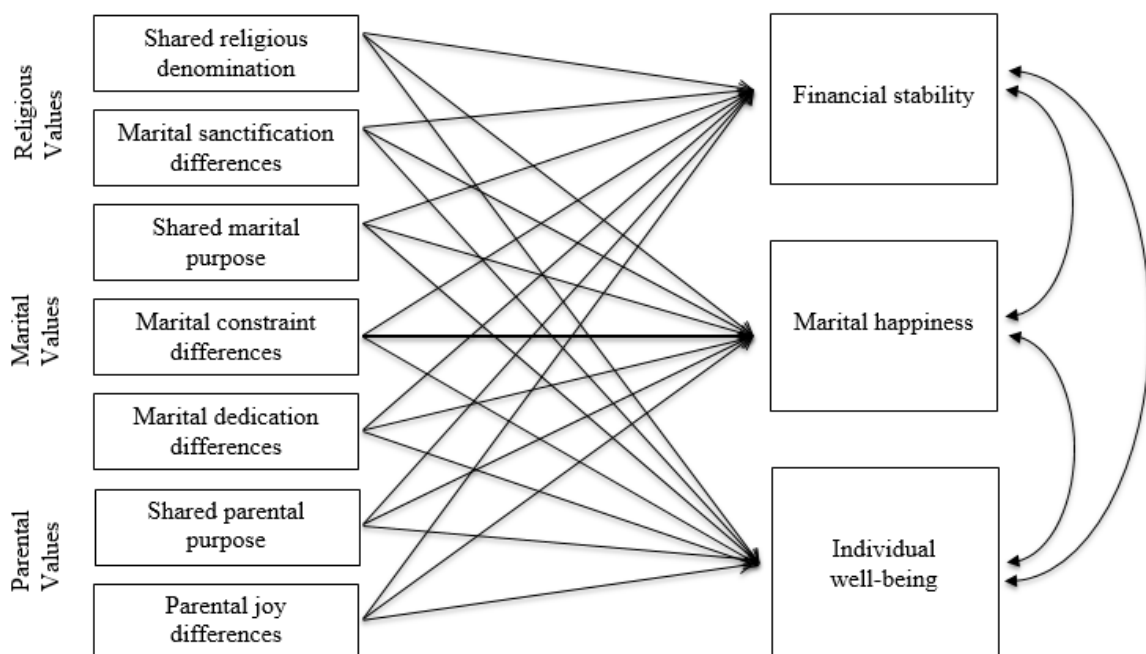 Religious
Values
Shared religious
denomination
Marital sanctification
differences
Marital
Values
Shared marital
purpose
Marital constraint
differences
Marital dedication
differences
Parental
Values
Shared parental
purpose
Parental joy
differences
Financial stability
Marital happiness
Individual
well-being